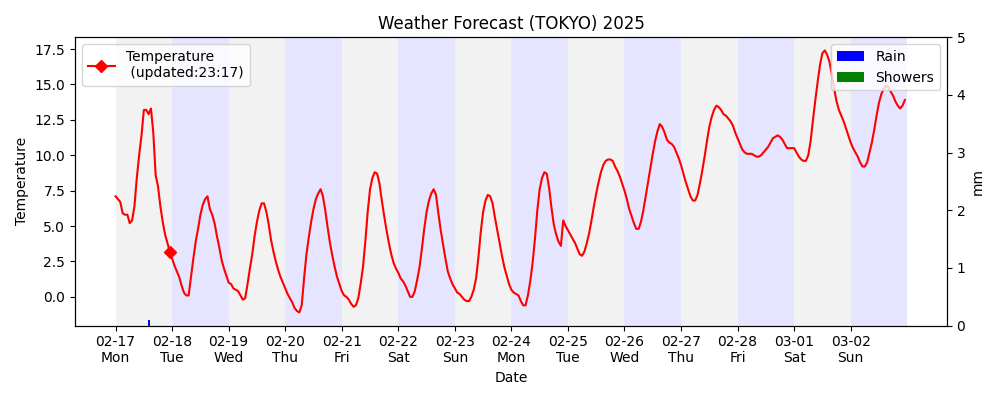 Weather Forecast (TOKYO) 2025
Temperature
(updated:23:17)
Rain
Showers
17.5
15.0
12.5
10.0
7.5
5.0
2.5
0.0
Temperature
5
4
3
2
1
0
mm
02-17 02-18 02-19 02-20 02-21 02-22 02-23 02-24 02-25 02-26 02-27 02-28 03-01 03-02
Mon Tue Wed Thu Fri Sat Sun Mon Tue Wed Thu Fri Sat Sun
Date